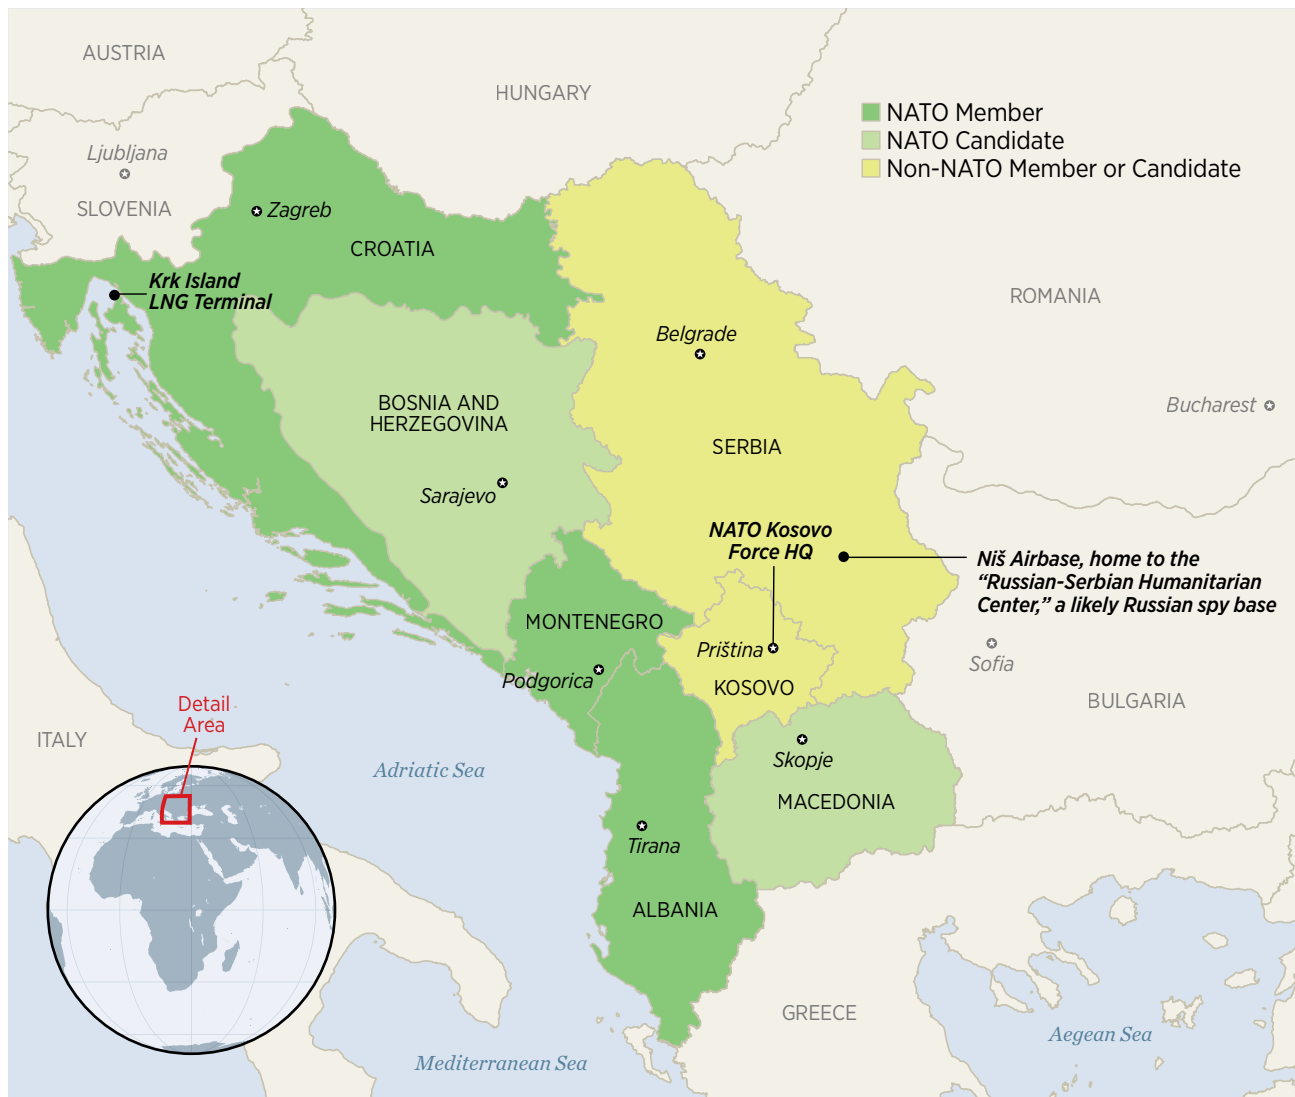 AUSTRIA
HUNGARY
NATO Member
NATO Candidate
Non-NATO Member or Candidate
Ljubljana
SLOVENIA
Zagreb
CROATIA
Krk Island
LNG Terminal
ROMANIA
Belgrade
BOSNIA AND
HERZEGOVINA
Bucharest
SERBIA
Sarajevo
NATO Kosovo
Force HQ
Niš Airbase, home to the
“Russian-Serbian Humanitarian
Center,” a likely Russian spy base
MONTENEGRO
Priština
Sofia
Podgorica
KOSOVO
BULGARIA
Detail
Area
ITALY
Adriatic Sea
Skopje
MACEDONIA
Tirana
ALBANIA
GREECE
Aegean Sea
Mediterranean Sea